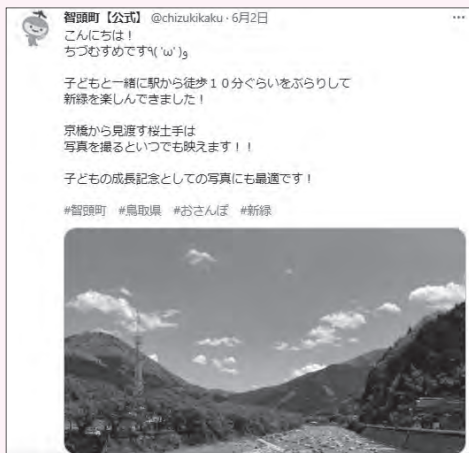 智頭町【公式】 @chizukikaku・6月2日 …
こんにちは！
ちづむすめです٩( 'ω' )و
子どもと一緒に駅から徒歩１０分ぐらいをぶらりして
新緑を楽しんできました！
京橋から見渡す桜土手は
写真を撮るといつでも映えます！！
子どもの成長記念としての写真にも最適です！
#智頭町 #鳥取県 #おさんぽ #新緑